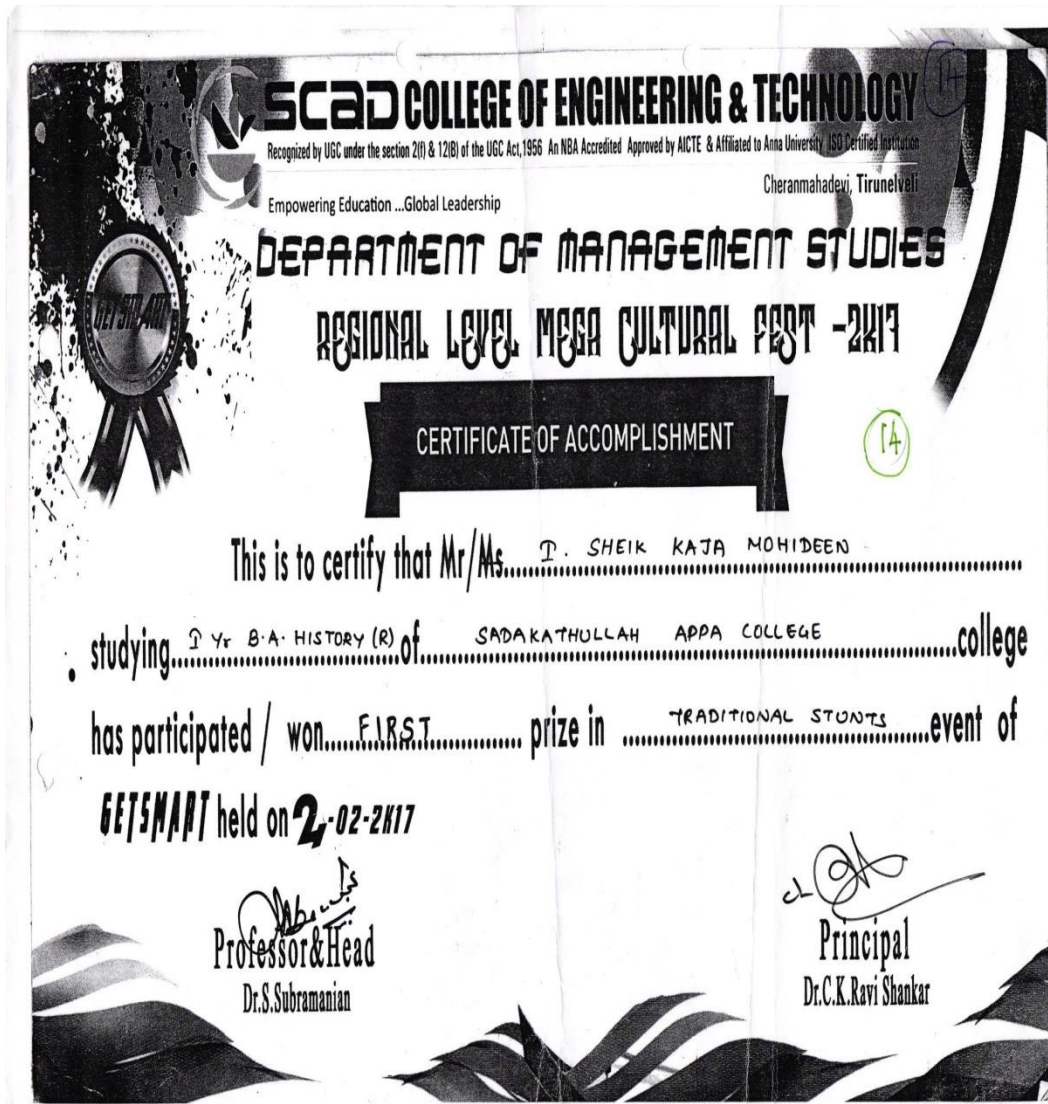 14
SCAD COLLEGE OF ENGINEERING & TECHNOLOGY
Recognized by UGC under the section 2(f) & 12(B) of the UGC Act,1956 An NBA Accredited Approved by AICTE & Affiliated to Anna University ISO Certified Institution
Cheranmahadevi, Tirunelveli
Empowering Education ...Global Leadership
DEPARTMENT OF MANAGEMENT STUDIES
GETSMART
REGIONAL LEVEL MEGA CULTURAL FEST -2K17
CERTIFICATE OF ACCOMPLISHMENT
14
This is to certify that Mr/Ms....I. SHEIK KAJA MOHIDEEN....
studying....I Yr B.A. HISTORY (R)....of....SADAKATHULLAH APPA COLLEGE....college
has participated / won....FIRST.... prize in ....TRADITIONAL STUNTS....event of
GETSMART held on 2,-02-2K17
Professor&Head
Dr.S.Subramanian
Principal
Dr.C.K.Ravi Shankar